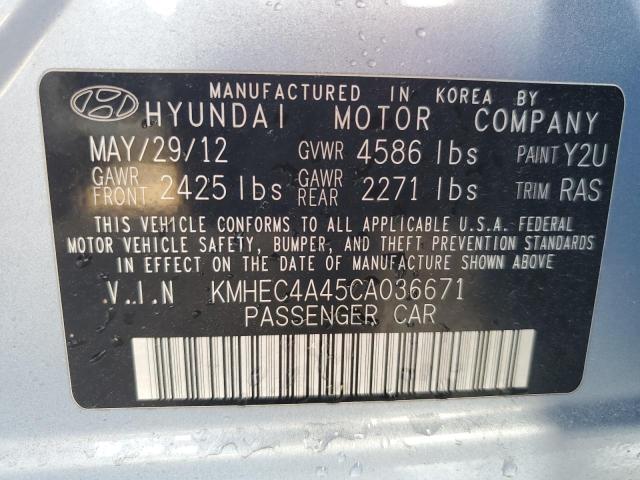 MANUFACTURED IN KOREA BY
HYUNDAI MOTOR COMPANY
MAY/29/12 GVWR 4586 lbs PAINT Y2U
GAWR FRONT 2425 lbs GAWR REAR 2271 lbs TRIM RAS
THIS VEHICLE CONFORMS TO ALL APPLICABLE U.S.A. FEDERAL
MOTOR VEHICLE SAFETY, BUMPER, AND THEFT PREVENTION STANDARDS
IN EFFECT ON THE DATE OF MANUFACTURE SHOWN ABOVE.
V.I.N KMHEC4A45CA036671
PASSENGER CAR